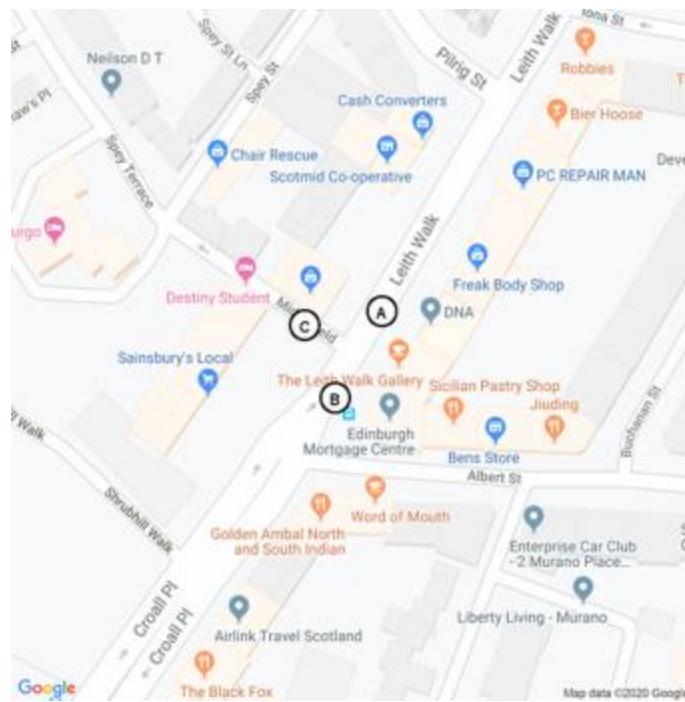 Iona St
Leith Walk
Neilson D T
Spey St Ln
Spey St
Pilrig St
Robbies
Cash Converters
Bier Hoose
Chair Rescue
Scotmid Co-operative
PC REPAIR MAN
Spey Terrace
Leith Walk
Destiny Student
Freak Body Shop
DNA
A
C
Sainsbury's Local
The Leith Walk Gallery
Sicilian Pastry Shop
B
Jiuding
Edinburgh
Mortgage Centre
Bens Store
Buchanan St
Albert St
Shrubhill Walk
Word of Mouth
Golden Ambal North
and South Indian
Enterprise Car Club
- 2 Murano Place...
Liberty Living - Murano
Croall Pl
Croall Pl
Airlink Travel Scotland
The Black Fox
Google
Map data ©2020 Google